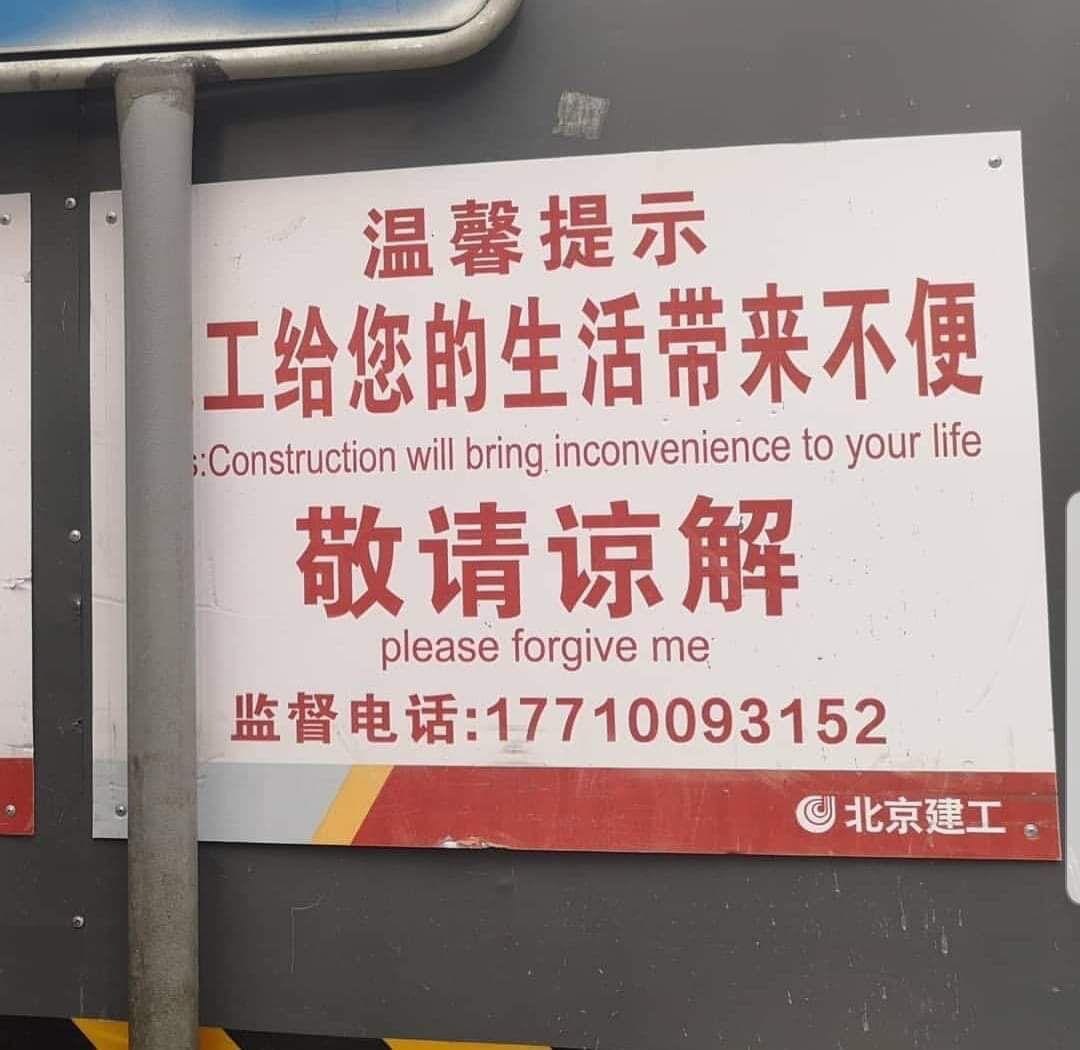 温馨提示
工给您的生活带来不便
s:Construction will bring inconvenience to your life
敬请谅解
please forgive me
监督电话:17710093152
北京建工